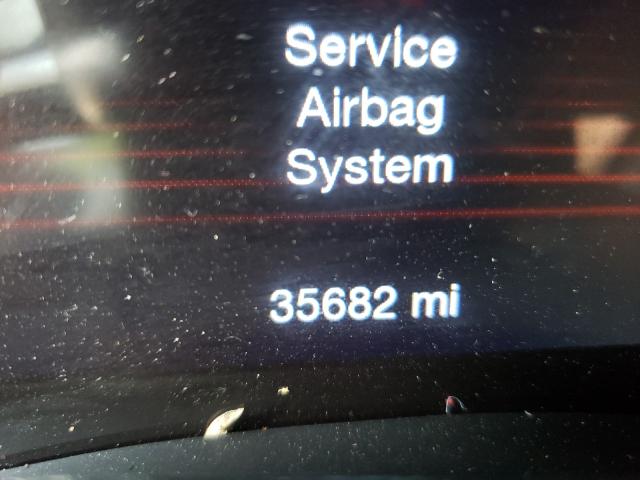 Service
Airbag
System
35682 mi